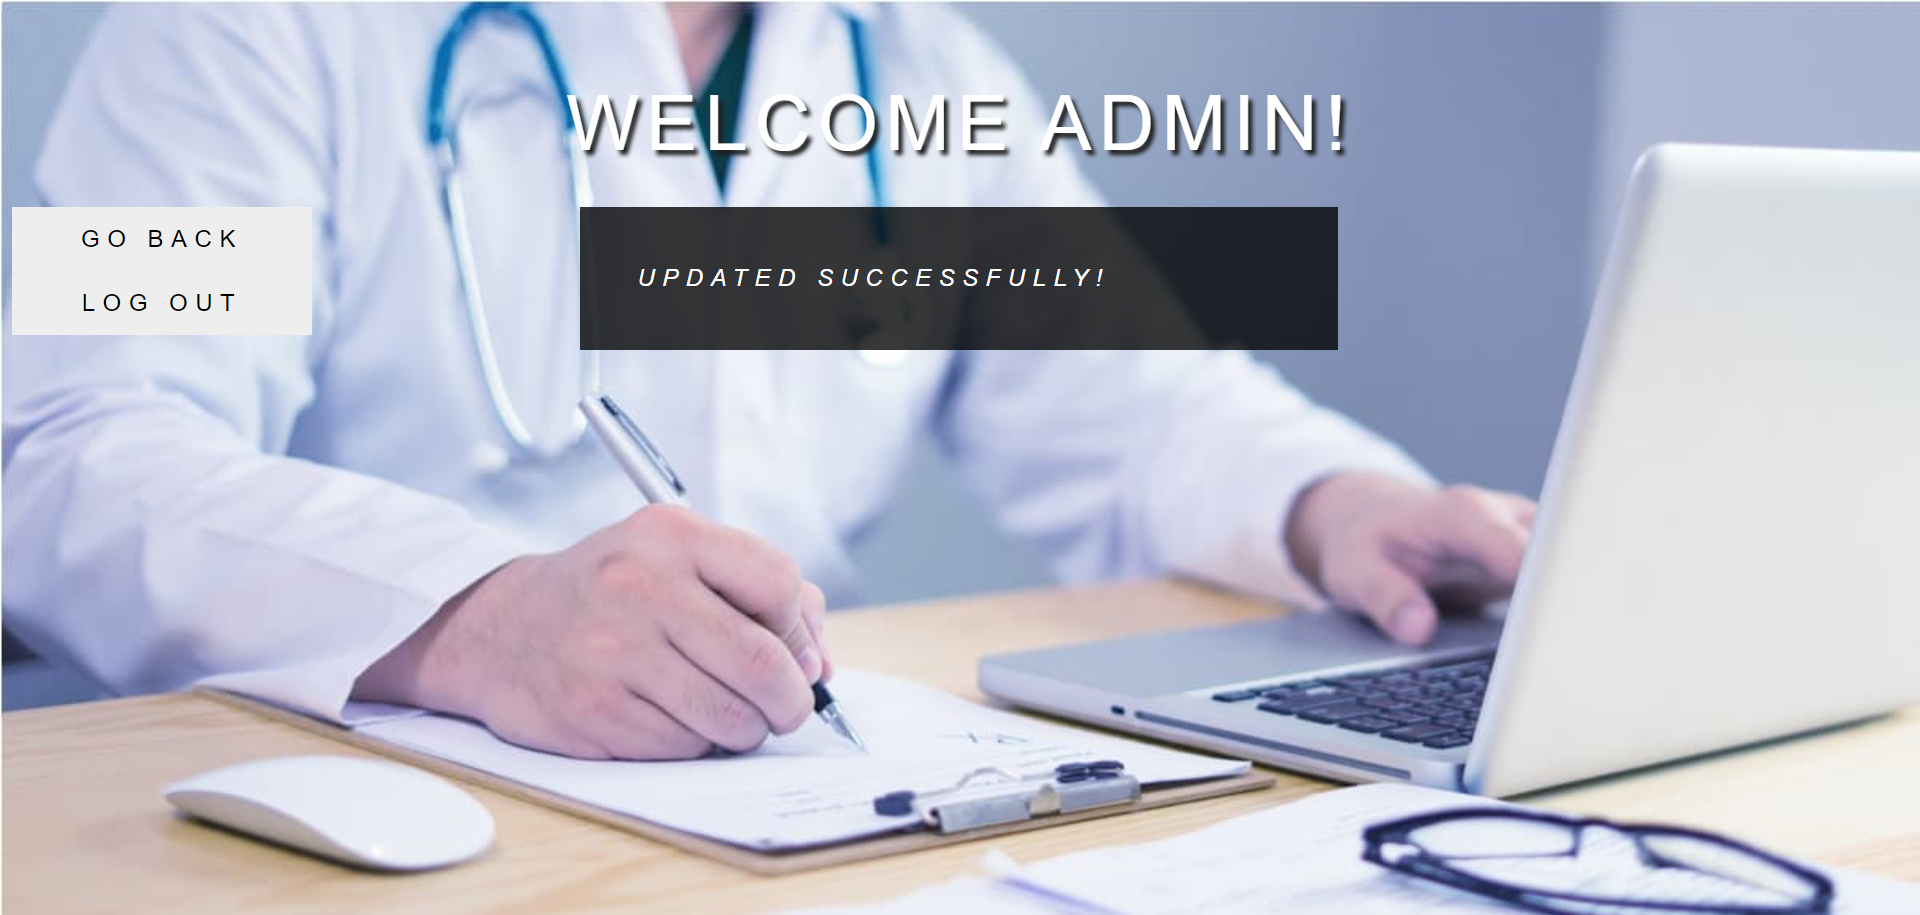 WELCOME ADMIN!
GO BACK
UPDATED SUCCESSFULLY!
LOG OUT